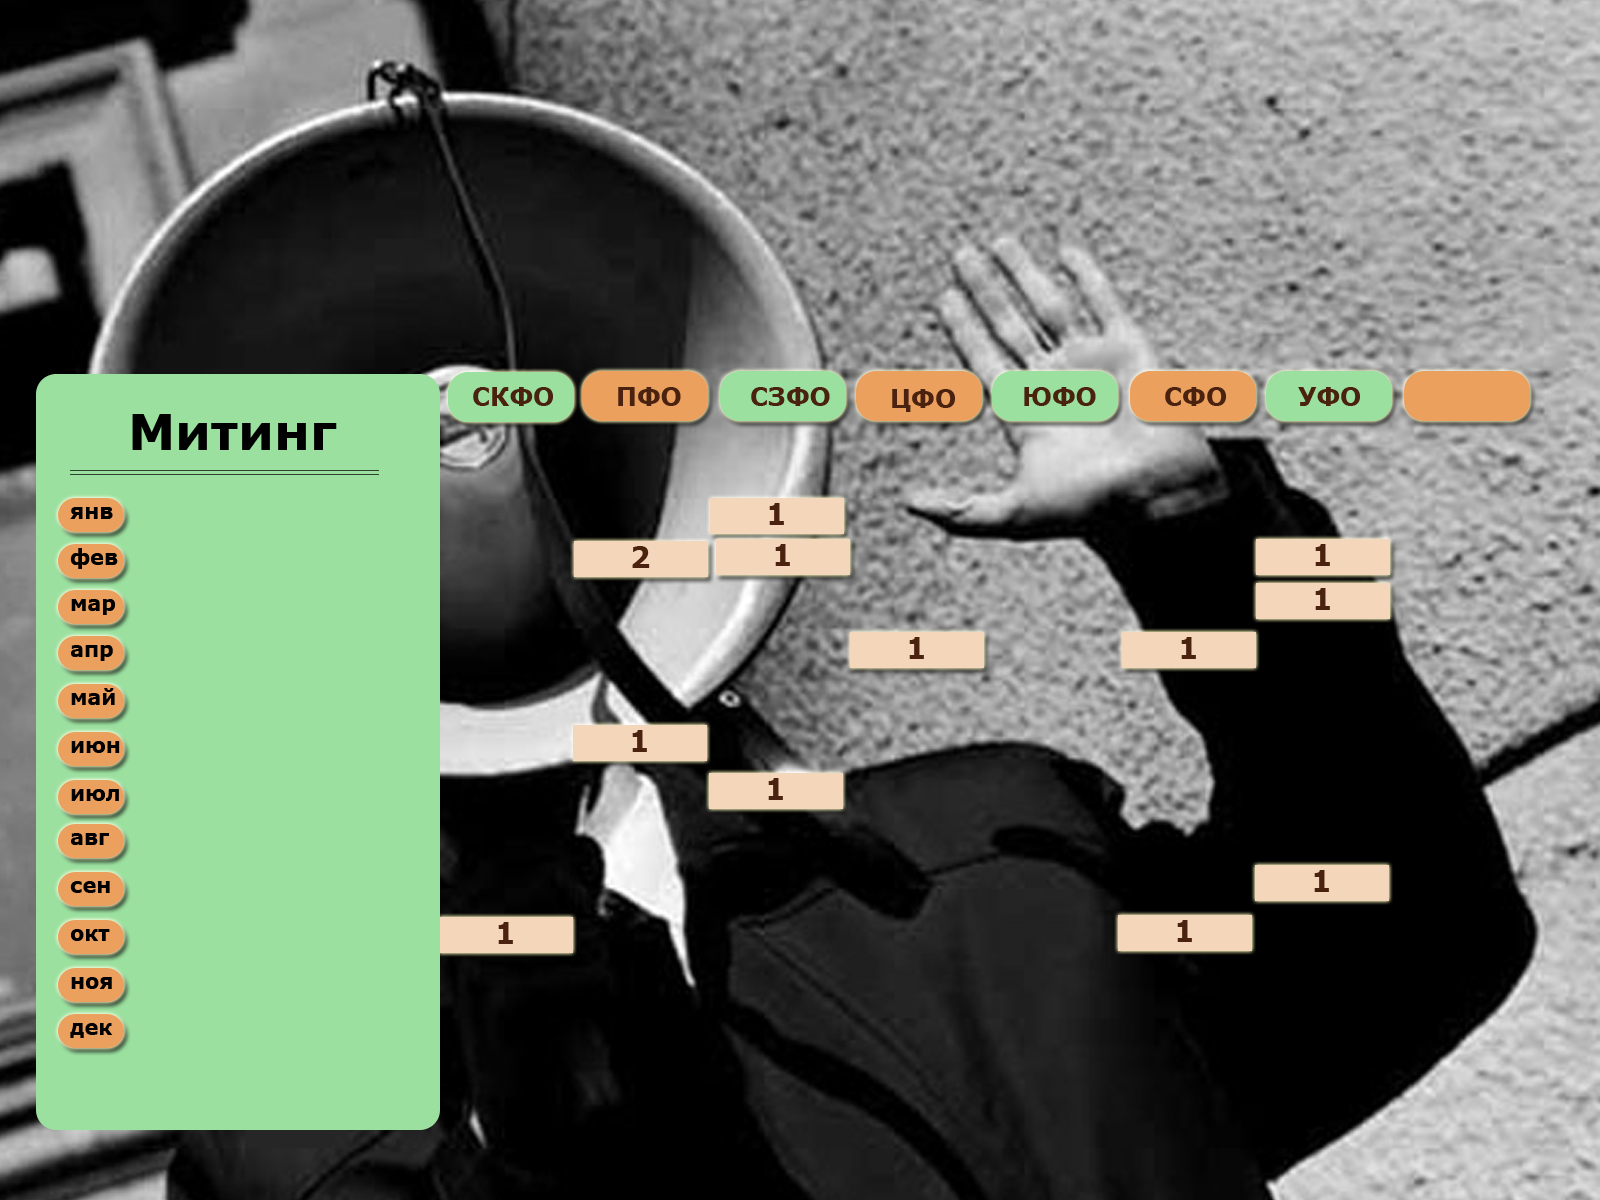 СКФО ПФО СЗФО ЦФО ЮФО СФО УФО
Митинг
янв 1
фев 2 1 1
мар 1
апр 1 1
май
июн 1
июл 1
авг
сен 1
окт 1 1
ноя
дек